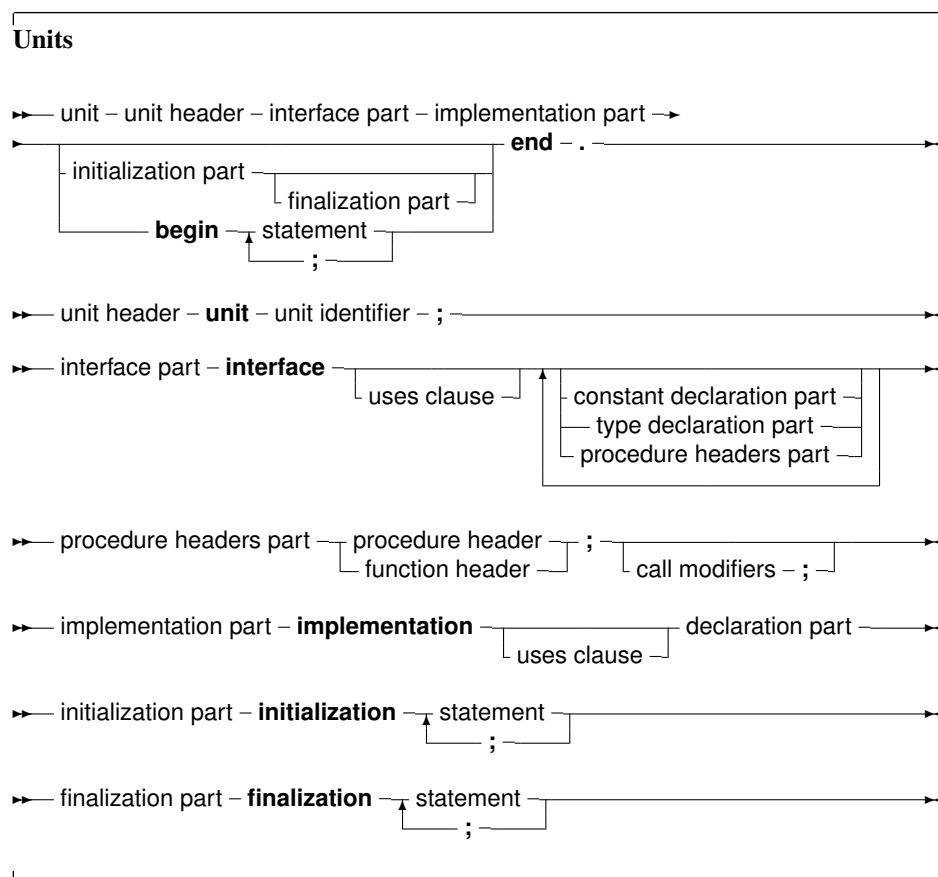 Units
unit – unit header – interface part – implementation part
end – .
initialization part
finalization part
begin – statement
;
unit header – unit – unit identifier – ;
interface part – interface
uses clause
constant declaration part
type declaration part
procedure headers part
procedure headers part – procedure header – ;
function header
call modifiers – ;
implementation part – implementation – declaration part
uses clause
initialization part – initialization – statement
;
finalization part – finalization – statement
;